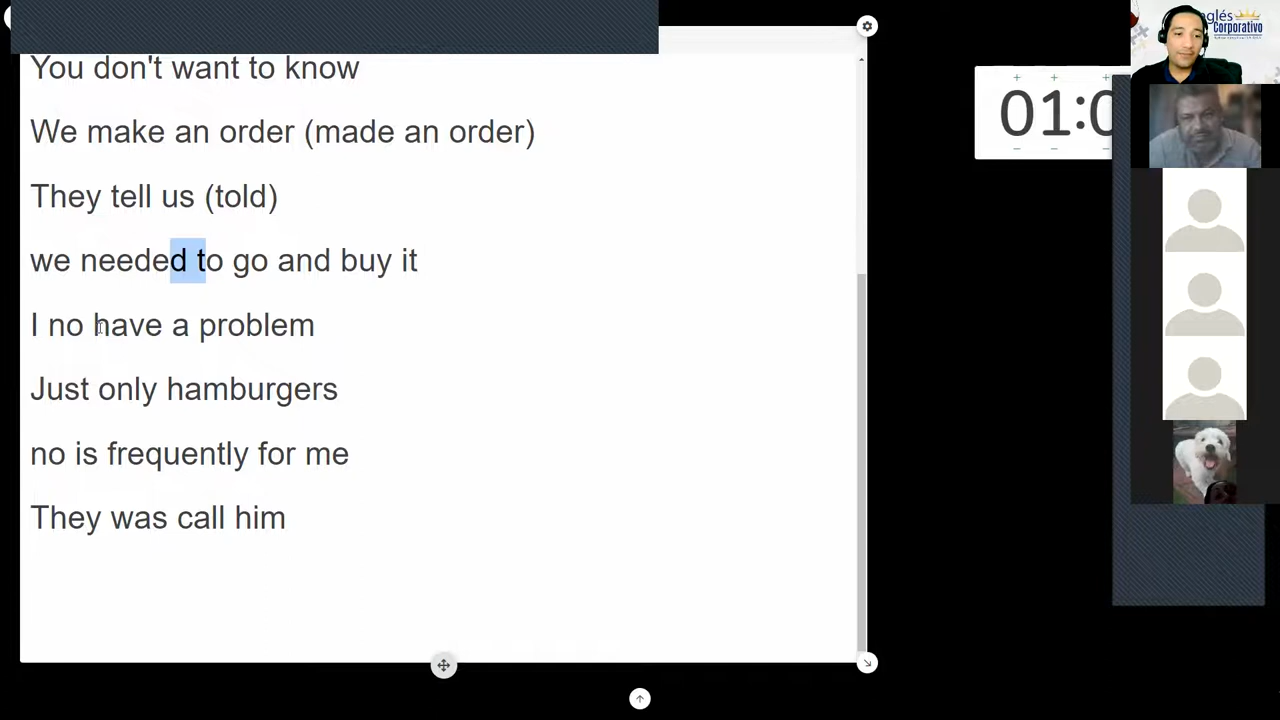 You don't want to know
We make an order (made an order)
They tell us (told)
we needed to go and buy it
I no have a problem
Just only hamburgers
no is frequently for me
They was call him
01:0
nglés
Corporativo